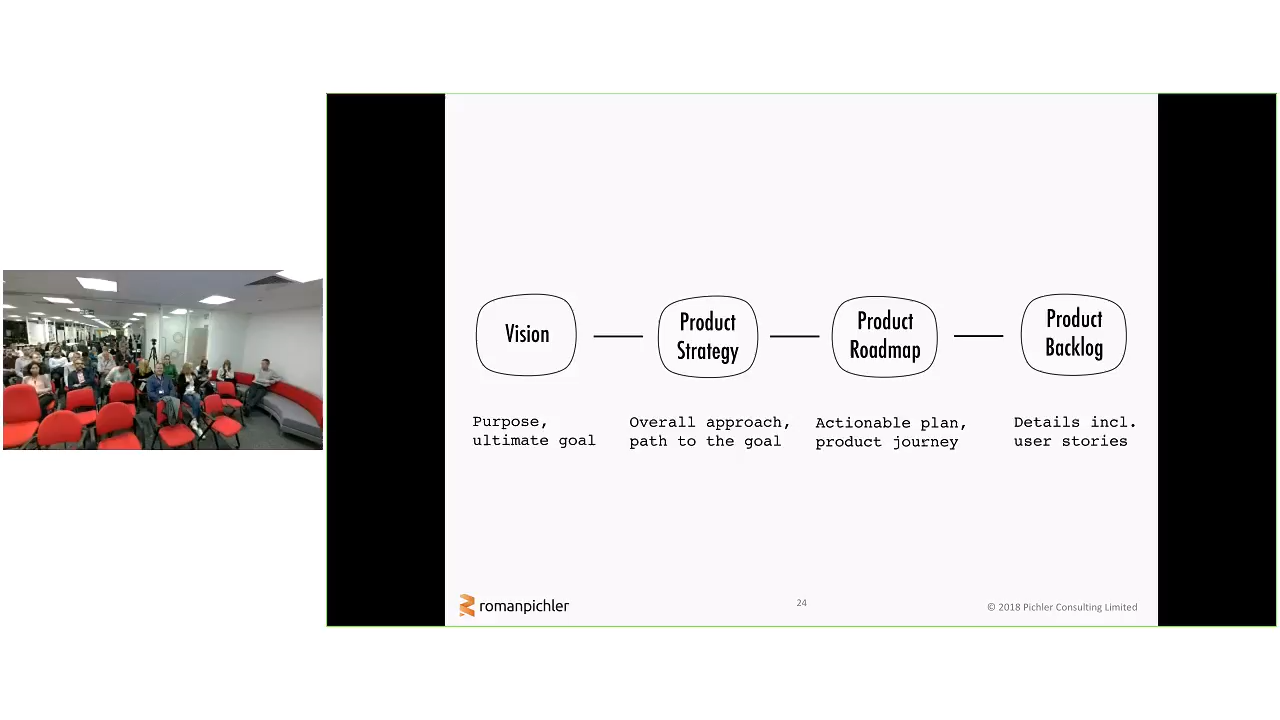 Vision
Product
Strategy
Product
Roadmap
Product
Backlog
Purpose,
ultimate goal
Overall approach,
path to the goal
Actionable plan,
product journey
Details incl.
user stories
romanpichler
24
© 2018 Pichler Consulting Limited